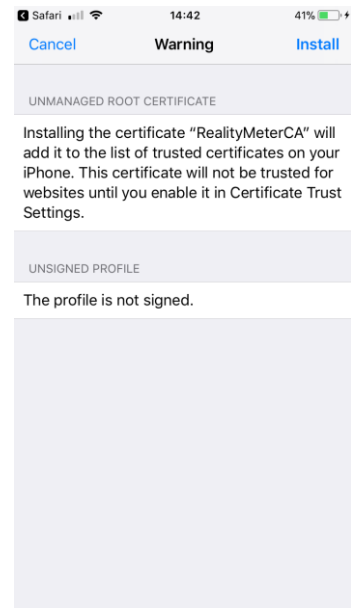 Safari 14:42 41%
Cancel Warning Install
UNMANAGED ROOT CERTIFICATE
Installing the certificate “RealityMeterCA” will
add it to the list of trusted certificates on your
iPhone. This certificate will not be trusted for
websites until you enable it in Certificate Trust
Settings.
UNSIGNED PROFILE
The profile is not signed.